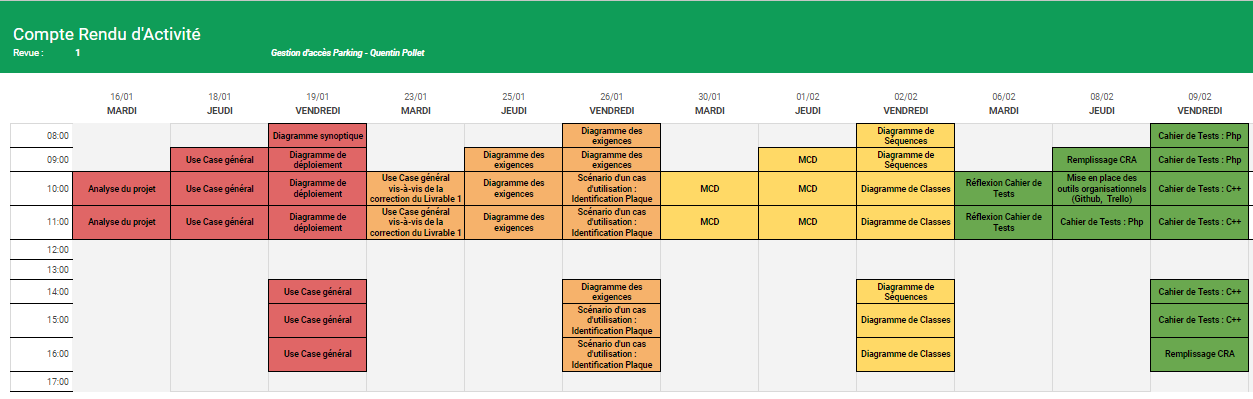 Compte Rendu d'Activité
Revue : 1 Gestion d'accès Parking - Quentin Pollet
16/01 18/01 19/01 23/01 25/01 26/01 30/01 01/02 02/02 06/02 08/02 09/02
MARDI JEUDI VENDREDI MARDI JEUDI VENDREDI MARDI JEUDI VENDREDI MARDI JEUDI VENDREDI
08:00 Diagramme synoptique Diagramme des exigences Diagramme de Séquences Cahier de Tests : Php
09:00 Use Case général Diagramme de déploiement Diagramme des exigences Diagramme des exigences MCD Diagramme de Séquences Remplissage CRA Cahier de Tests : Php
10:00 Analyse du projet Use Case général Diagramme de déploiement Use Case général vis-à-vis de la correction du Livrable 1 Diagramme des exigences Scénario d'un cas d'utilisation : Identification Plaque MCD MCD Diagramme de Classes Réflexion Cahier de Tests Mise en place des outils organisationnels (Github, Trello) Cahier de Tests : C++
11:00 Analyse du projet Use Case général Diagramme de déploiement Use Case général vis-à-vis de la correction du Livrable 1 Diagramme des exigences Scénario d'un cas d'utilisation : Identification Plaque MCD MCD Diagramme de Classes Réflexion Cahier de Tests Cahier de Tests : Php Cahier de Tests : C++
12:00
13:00
14:00 Use Case général Diagramme des exigences Diagramme de Séquences Cahier de Tests : C++
15:00 Use Case général Scénario d'un cas d'utilisation : Identification Plaque Diagramme de Classes Cahier de Tests : C++
16:00 Use Case général Scénario d'un cas d'utilisation : Identification Plaque Diagramme de Classes Remplissage CRA
17:00